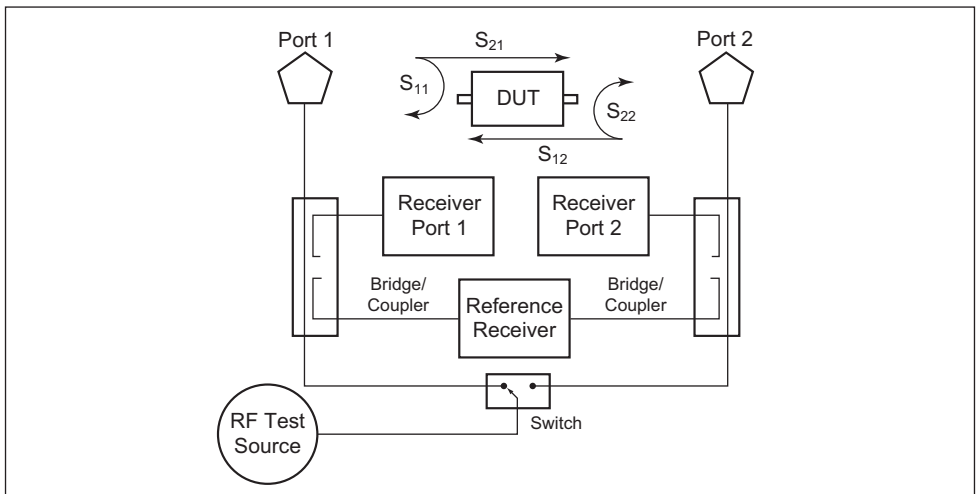 Port 1
S₂₁
Port 2
S₁₁
DUT
S₂₂
S₁₂
Receiver
Port 1
Receiver
Port 2
Bridge/
Coupler
Reference
Receiver
Bridge/
Coupler
Switch
RF Test
Source